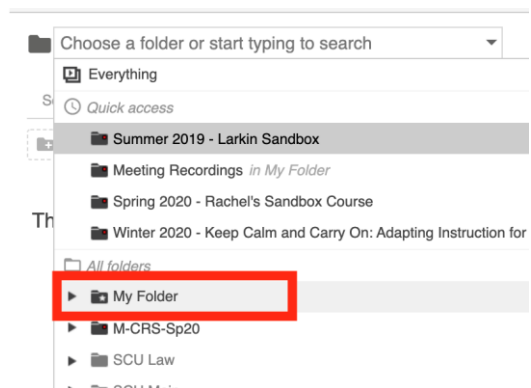 Choose a folder or start typing to search
Everything
S
Quick access
Summer 2019 - Larkin Sandbox
Meeting Recordings in My Folder
Spring 2020 - Rachel's Sandbox Course
Th
Winter 2020 - Keep Calm and Carry On: Adapting Instruction for
All folders
My Folder
M-CRS-Sp20
SCU Law